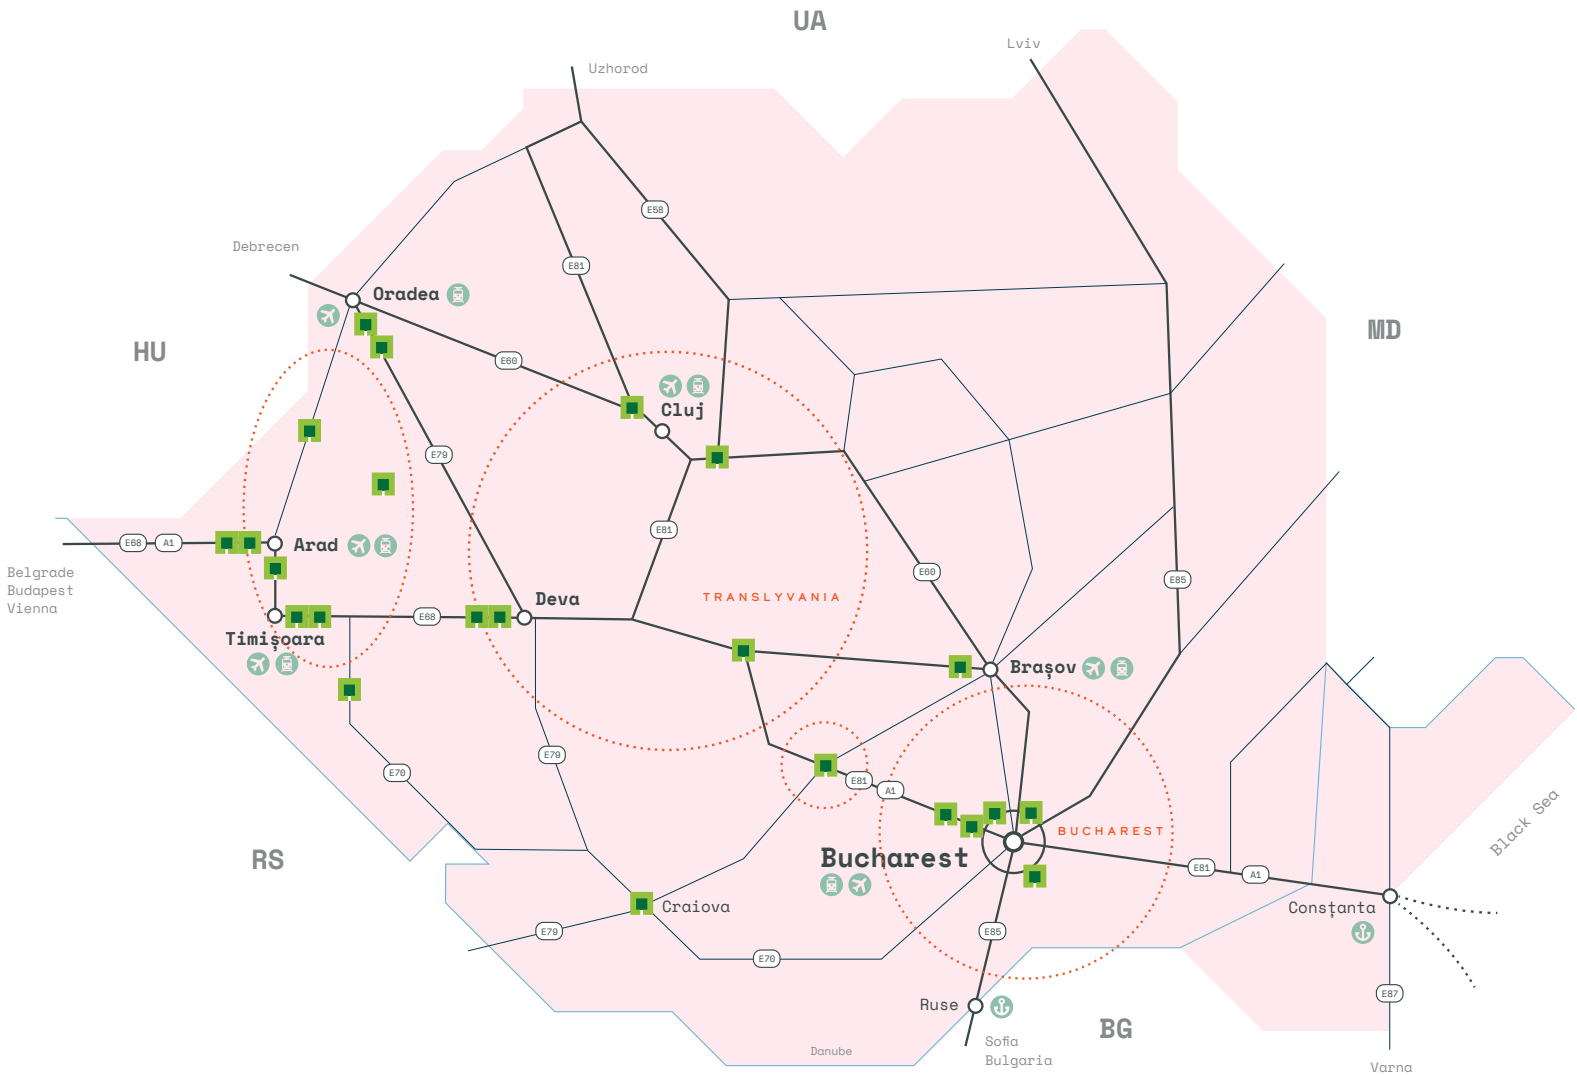 UA
Lviv
Uzhorod
E58
Debrecen
E81
Oradea
MD
HU
E60
Cluj
E79
E81
E68
A1
Arad
Belgrade
Budapest
Vienna
E60
E85
TRANSLYVANIA
Deva
E68
Timișoara
Brașov
E79
E70
E81
A1
Black Sea
BUCHAREST
Bucharest
RS
E81
A1
Craiova
Consțanta
E79
E85
E70
E87
Ruse
BG
Sofia
Bulgaria
Danube
Varna